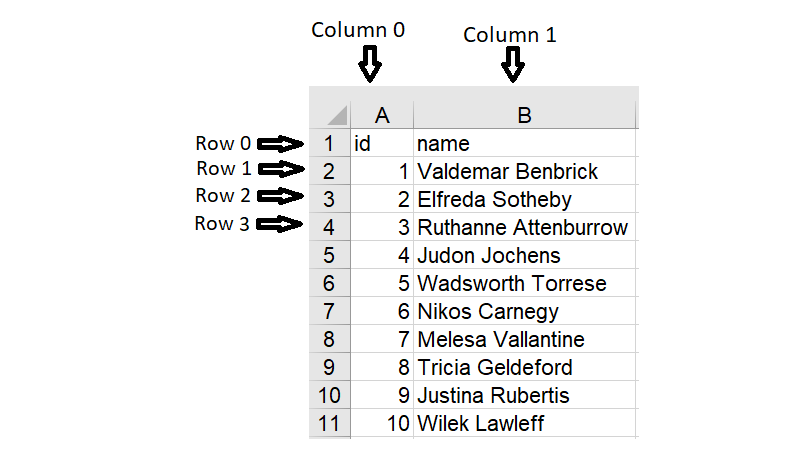 Column 0 Column 1
A B
Row 0 1 id name
Row 1 2 1 Valdemar Benbrick
Row 2 3 2 Elfreda Sotheby
Row 3 4 3 Ruthanne Attenburrow
5 4 Judon Jochens
6 5 Wadsworth Torrese
7 6 Nikos Carnegy
8 7 Melesa Vallantine
9 8 Tricia Geldeford
10 9 Justina Rubertis
11 10 Wilek Lawleff